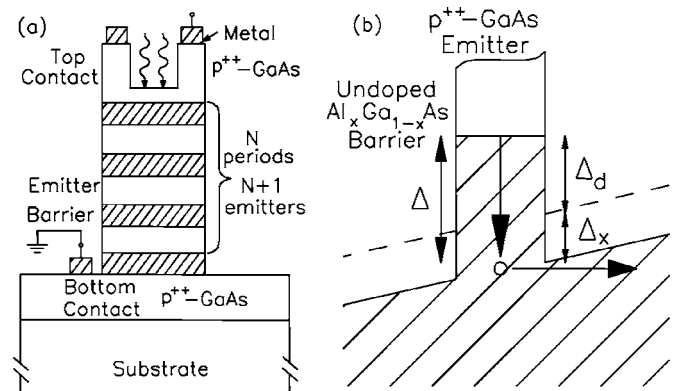 (a)
Metal
Top
Contact
p++-GaAs
N
periods
N+1
emitters
Emitter
Barrier
Bottom
Contact
p++-GaAs
Substrate
(b)
p++-GaAs
Emitter
Undoped
AlxGa1-xAs
Barrier
Δ
Δd
Δx